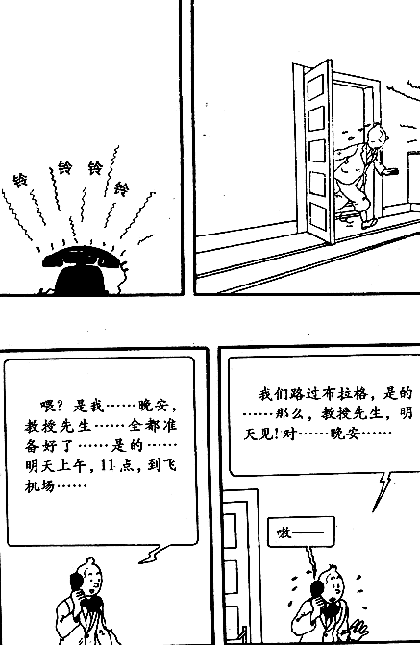 铃 铃 铃 铃
喂？是我……晚安，
教授先生……全都准
备好了……是的……
明天上午，11点，到飞
机场……
我们路过布拉格，是的
……那么，教授先生，明
天见！对……晚安……
嗷——